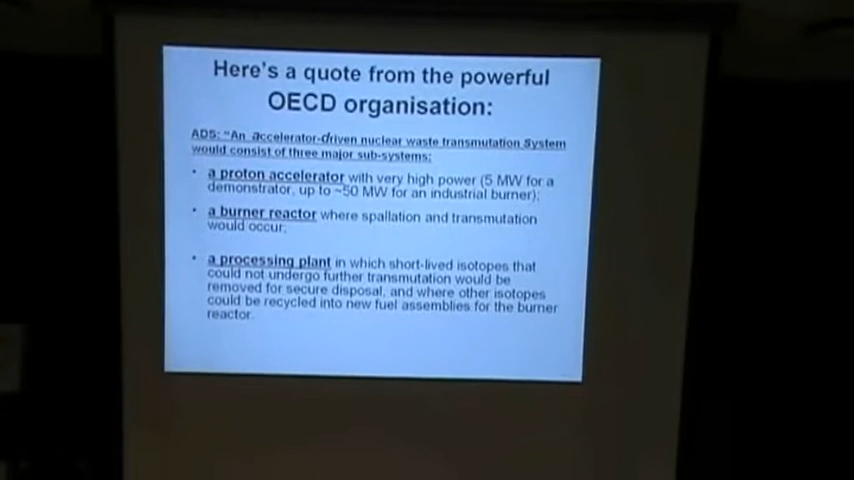 Here's a quote from the powerful
OECD organisation:
ADS: "An accelerator-driven nuclear waste transmutation System
would consist of three major sub-systems:
• a proton accelerator with very high power (5 MW for a
demonstrator, up to ~50 MW for an industrial burner);
• a burner reactor where spallation and transmutation
would occur;
• a processing plant in which short-lived isotopes that
could not undergo further transmutation would be
removed for secure disposal, and where other isotopes
could be recycled into new fuel assemblies for the burner
reactor.